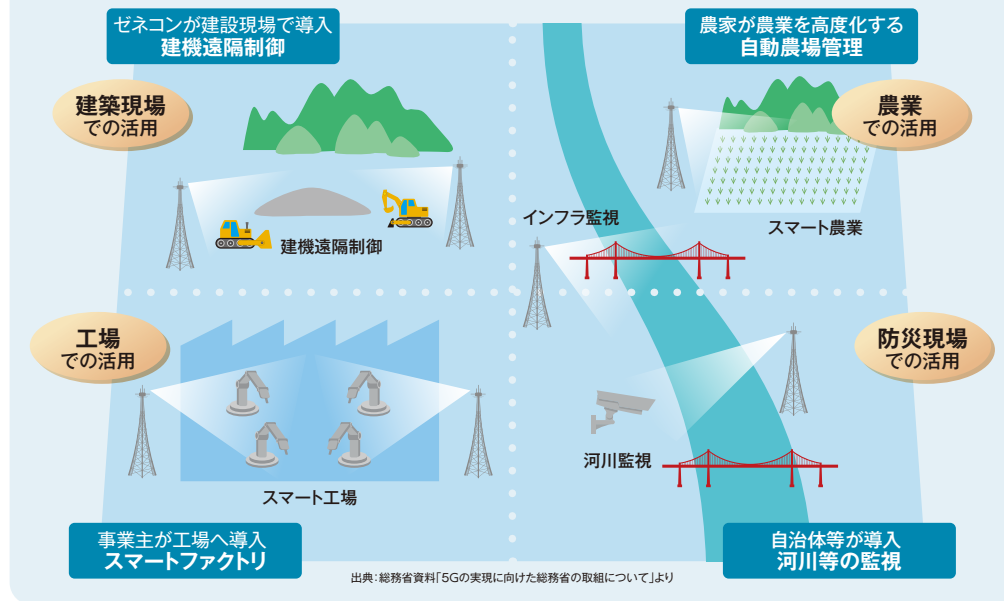 ゼネコンが建設現場で導入
建機遠隔制御
農家が農業を高度化する
自動農場管理
建築現場
での活用
農業
での活用
インフラ監視
スマート農業
建機遠隔制御
工場
での活用
防災現場
での活用
河川監視
スマート工場
事業主が工場へ導入
スマートファクトリ
自治体等が導入
河川等の監視
出典：総務省資料「5Gの実現に向けた総務省の取組について」より